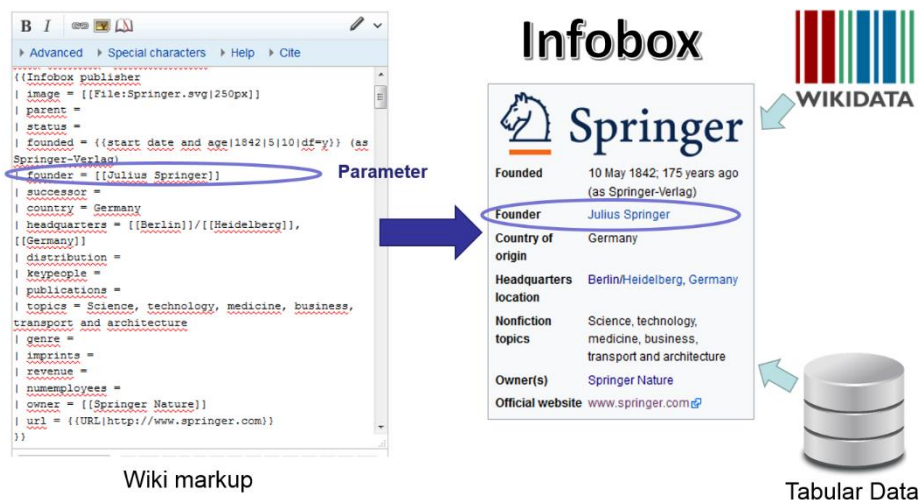 B I
Advanced Special characters Help Cite
{{Infobox publisher
| image = [[File:Springer.svg|250px]]
| parent =
| status =
| founded = {{start date and age|1842|5|10|df=y}} (as
Springer-Verlag)
| founder = [[Julius Springer]]
| successor =
| country = Germany
| headquarters = [[Berlin]]/[[Heidelberg]],
[[Germany]]
| distribution =
| keypeople =
| publications =
| topics = Science, technology, medicine, business,
transport and architecture
| genre =
| imprints =
| revenue =
| numemployees =
| owner = [[Springer Nature]]
| url = {{URL|http://www.springer.com}}
}}
Wiki markup
Parameter
Infobox
WIKIDATA
Springer
Founded 10 May 1842; 175 years ago
(as Springer-Verlag)
Founder Julius Springer
Country of Germany
origin
Headquarters Berlin/Heidelberg, Germany
location
Nonfiction Science, technology,
topics medicine, business,
transport and architecture
Owner(s) Springer Nature
Official website www.springer.com
Tabular Data